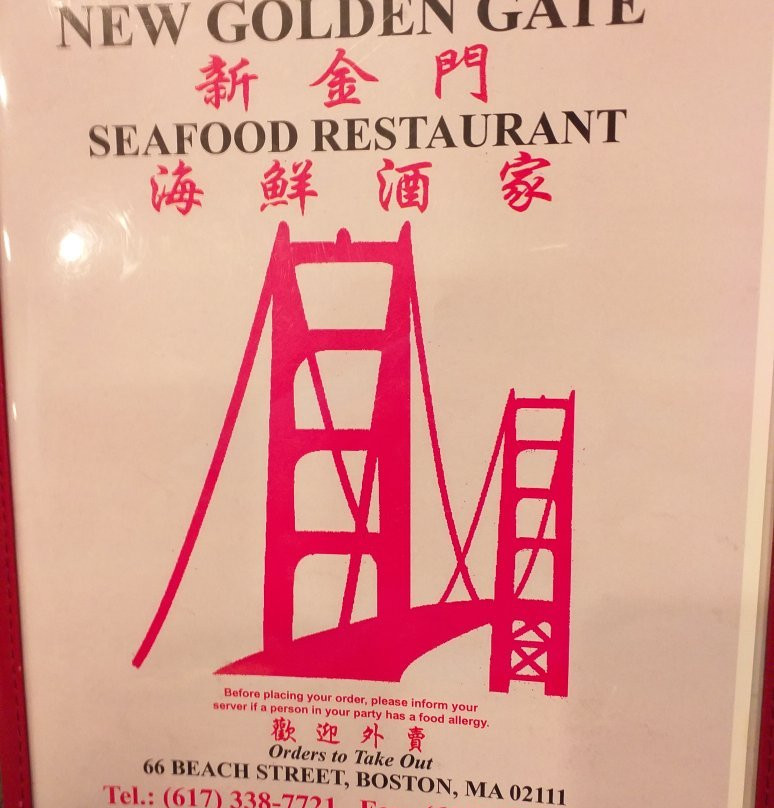 NEW GOLDEN GATE
新金門
SEAFOOD RESTAURANT
海鮮酒家
Before placing your order, please inform your
server if a person in your party has a food allergy.
歡迎外賣
Orders to Take Out
66 BEACH STREET, BOSTON, MA 02111
Tel.: (617) 338-7721